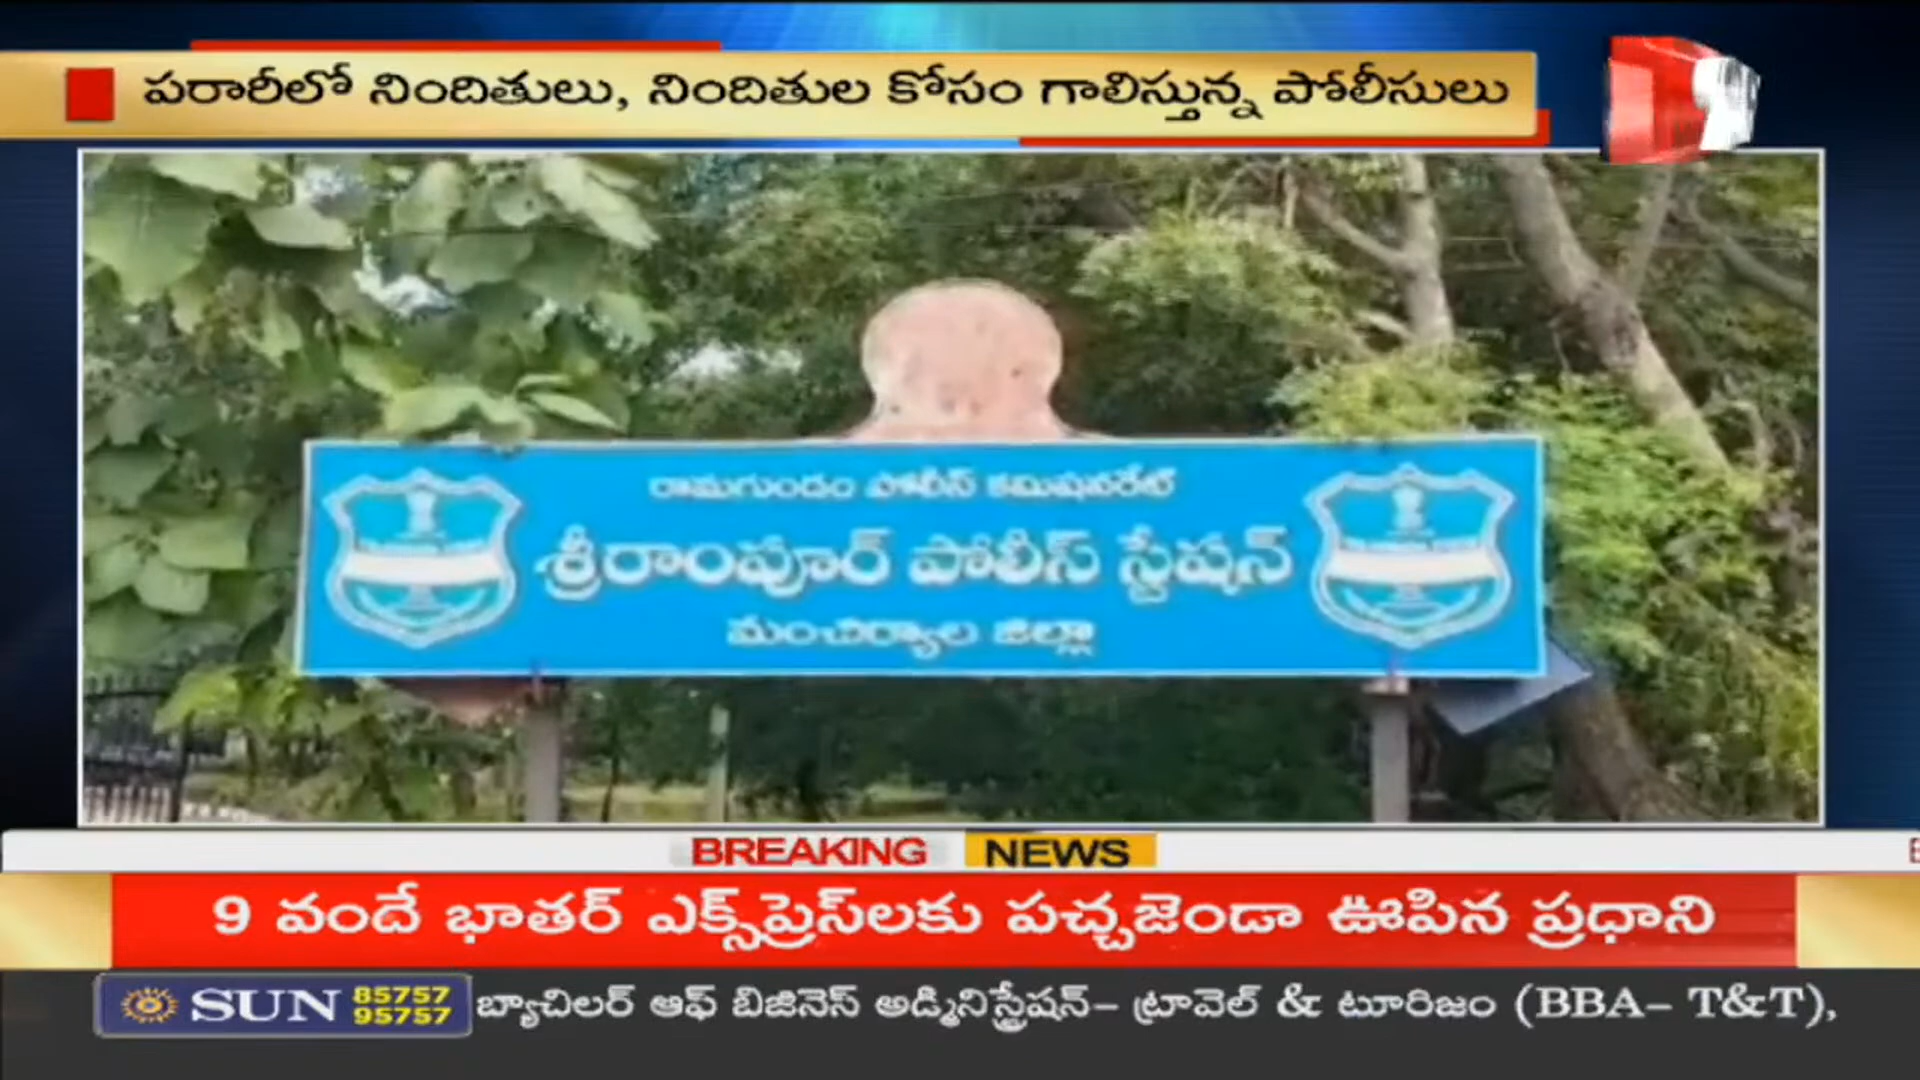 పరారీలో నిందితులు, నిందితుల కోసం గాలిస్తున్న పోలీసులు
రామగుండం పోలీస్ కమిషనరేట్
శ్రీరాంపూర్ పోలీస్ స్టేషన్
మంచిర్యాల జిల్లా
BREAKING NEWS
9 వందే భాతర్ ఎక్స్‌ప్రెస్‌లకు పచ్చజెండా ఊపిన ప్రధాని
SUN 85757 95757 బ్యాచిలర్ ఆఫ్ బిజినెస్ అడ్మినిస్ట్రేషన్– ట్రావెల్ & టూరిజం (BBA– T&T),